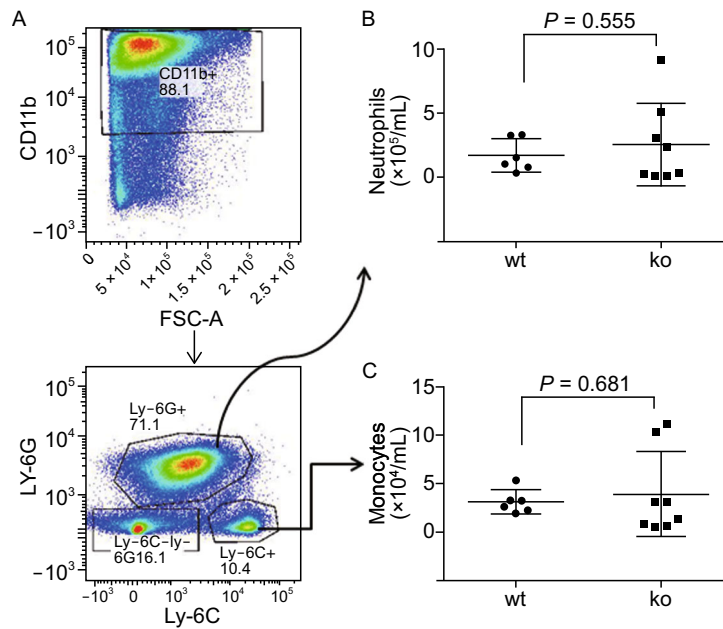 A
CD11b
10⁵
10⁴
10³
−10³
CD11b+
88.1
0
5 × 10⁴
1 × 10⁵
1.5 × 10⁵
2 × 10⁵
2.5 × 10⁵
FSC-A
LY-6G
10⁵
10⁴
10³
−10³
Ly−6G+
71.1
Ly−6C−ly−
6G16.1
Ly−6C+
10.4
−10³
0
10³
10⁴
10⁵
Ly-6C
B
P = 0.555
Neutrophils
(×10⁵/mL)
10
5
0
wt
ko
C
P = 0.681
Monocytes
(×10⁴/mL)
15
10
5
0
wt
ko